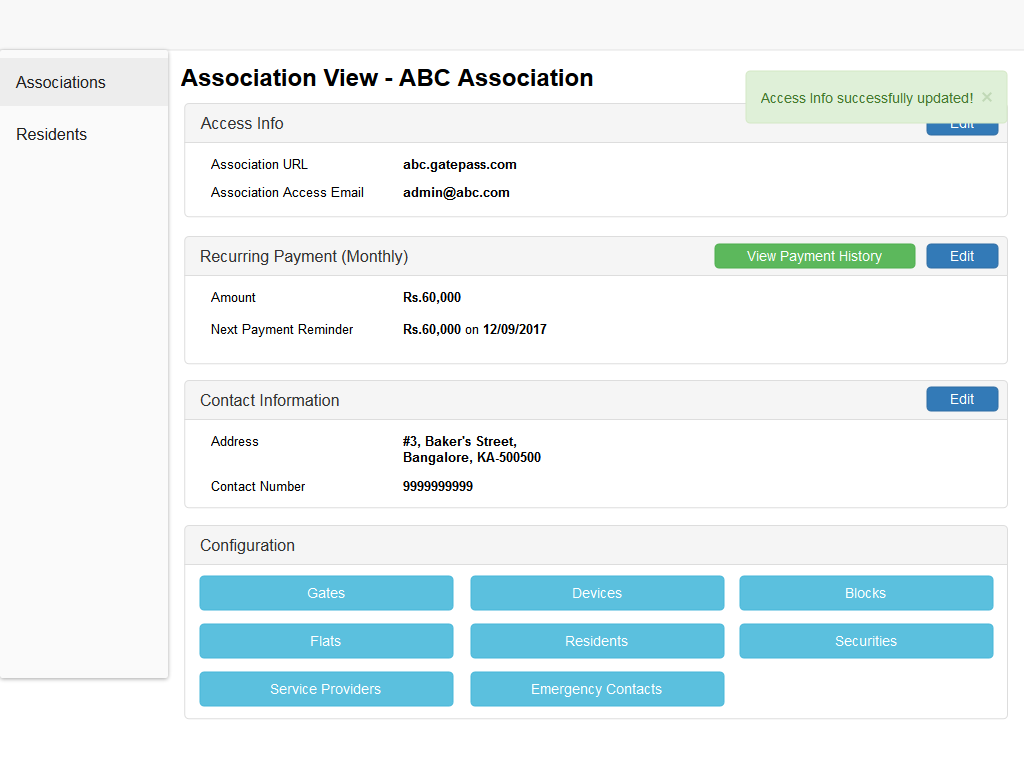 Associations
Residents
Association View - ABC Association
Access Info successfully updated! ×
Access Info
Edit
Association URL abc.gatepass.com
Association Access Email admin@abc.com
Recurring Payment (Monthly) View Payment History Edit
Amount Rs.60,000
Next Payment Reminder Rs.60,000 on 12/09/2017
Contact Information Edit
Address #3, Baker's Street,
Bangalore, KA-500500
Contact Number 9999999999
Configuration
Gates Devices Blocks
Flats Residents Securities
Service Providers Emergency Contacts